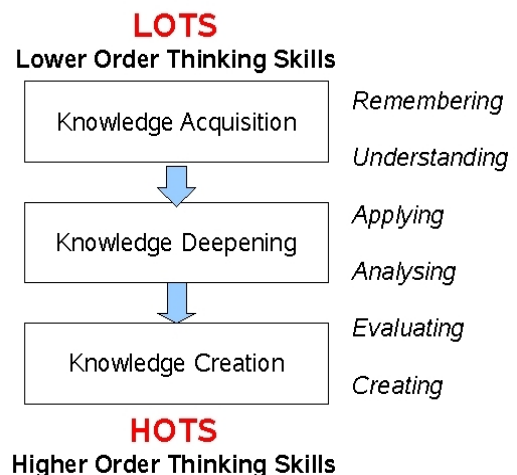 LOTS
Lower Order Thinking Skills
Knowledge Acquisition
Remembering
Understanding
Knowledge Deepening
Applying
Analysing
Knowledge Creation
Evaluating
Creating
HOTS
Higher Order Thinking Skills